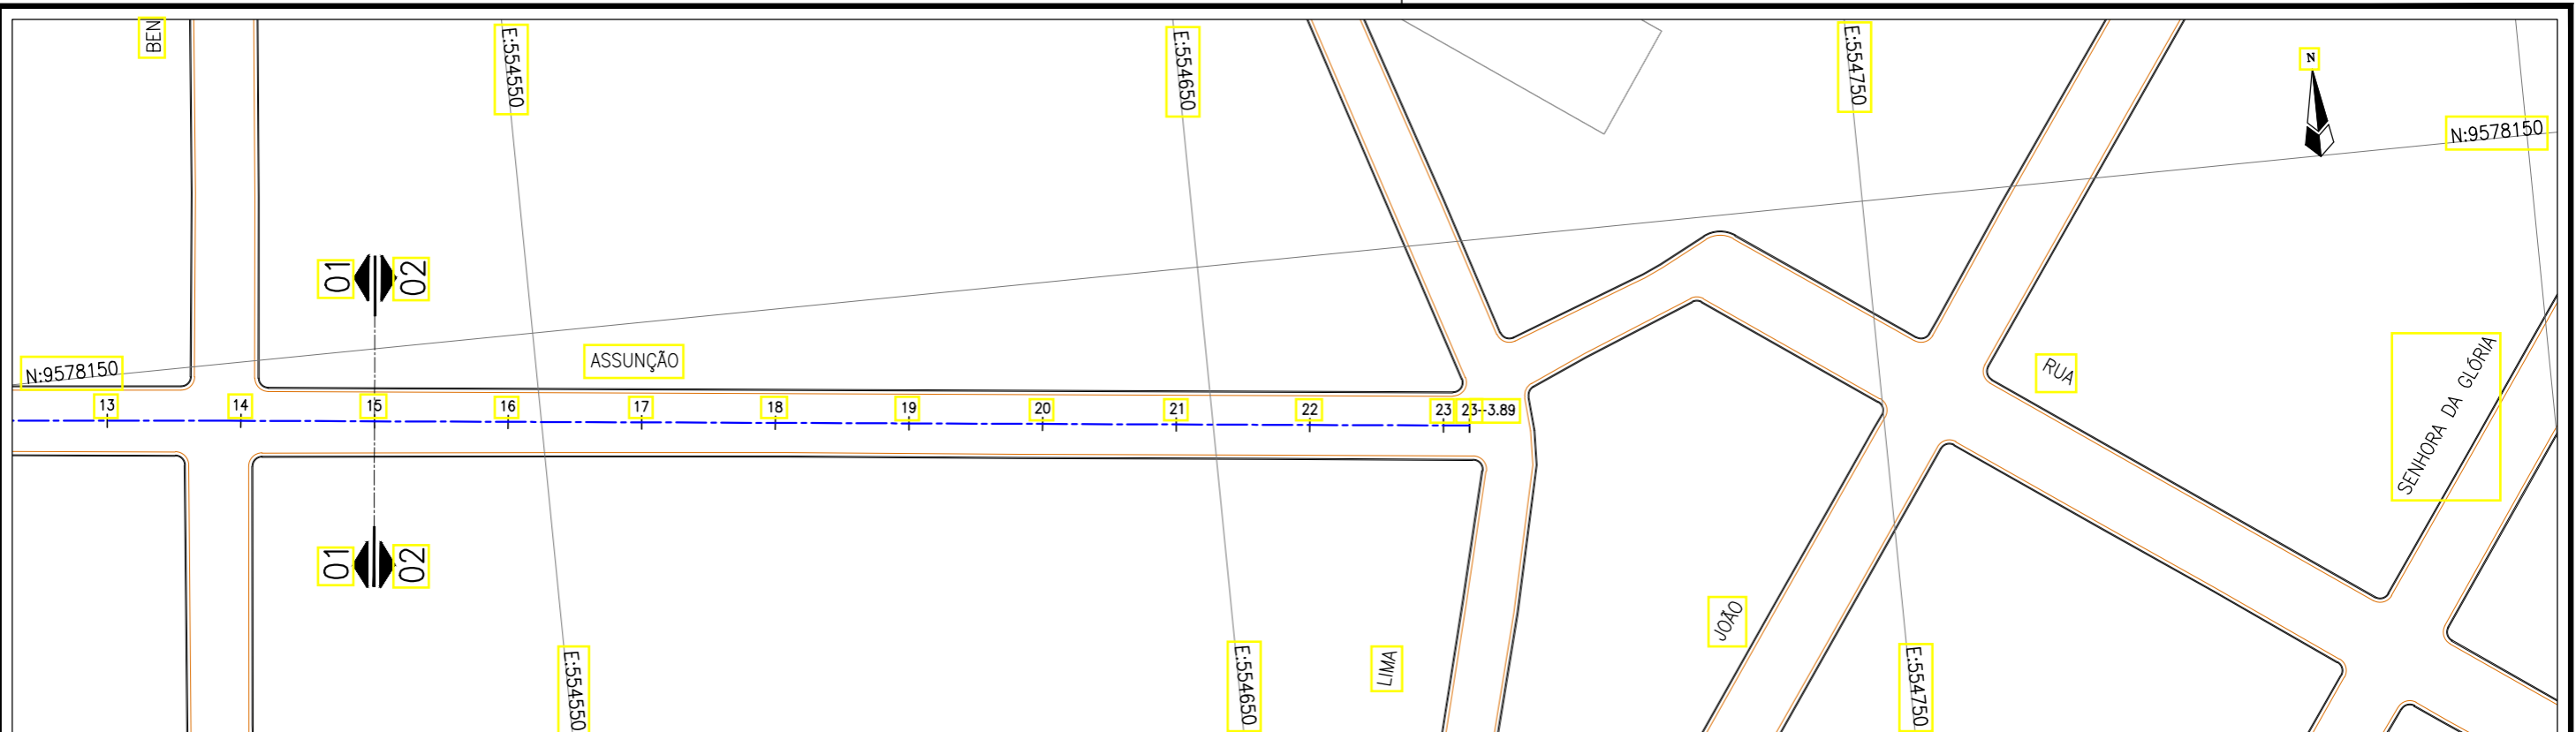 BEN
E:554550
E:554650
E:554750
N
N:9578150
01
02
ASSUNÇÃO
N:9578150
RUA
SENHORA DA GLÓRIA
13
14
15
16
17
18
19
20
21
22
23
23+3.89
01
02
JOÃO
LIMA
E:554550
E:554650
E:554750